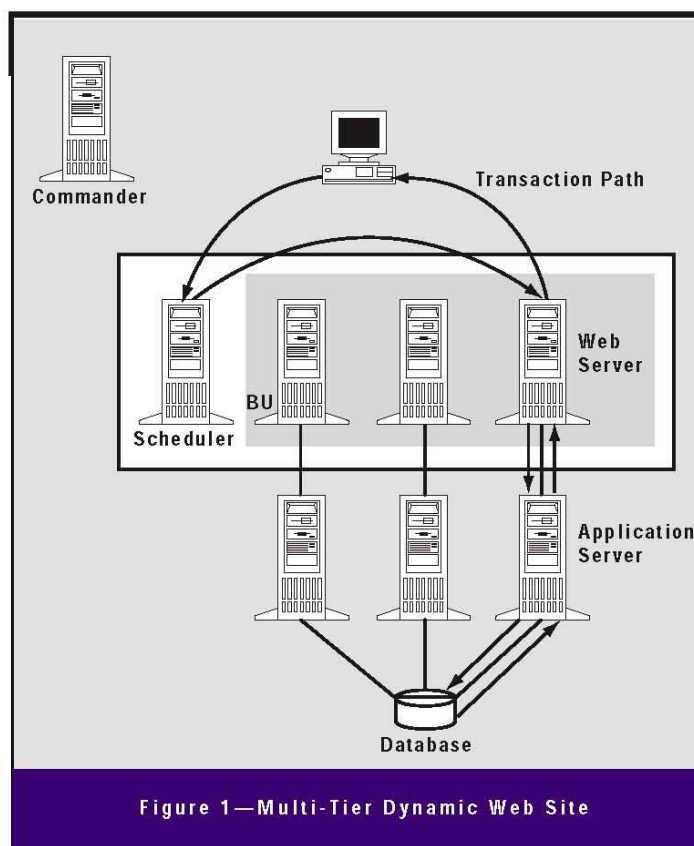 Commander
Transaction Path
Web
Server
BU
Scheduler
Application
Server
Database
Figure 1—Multi-Tier Dynamic Web Site